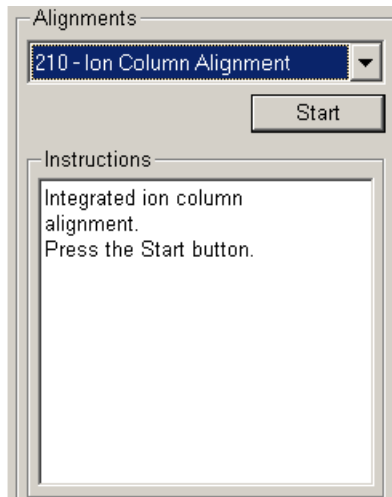 Alignments
210 - Ion Column Alignment
Start
Instructions
Integrated ion column
alignment.
Press the Start button.